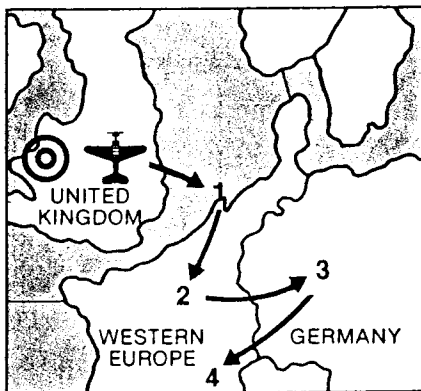 1
UNITED
KINGDOM
2
3
WESTERN
EUROPE
GERMANY
4